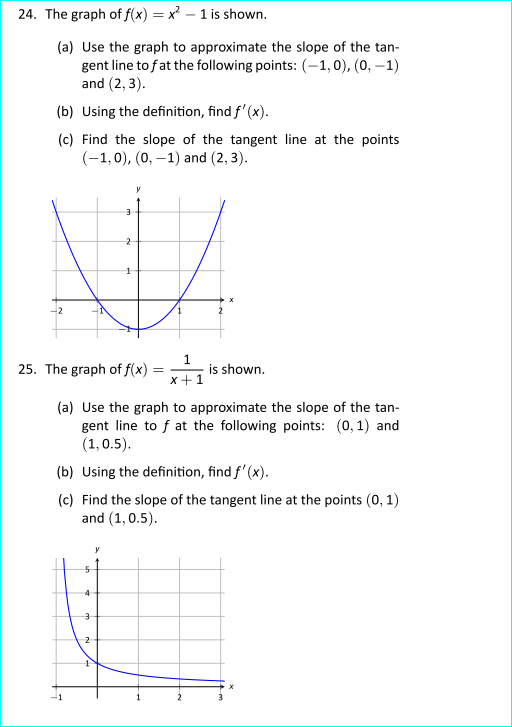 24. The graph of f(x) = x² − 1 is shown.
(a) Use the graph to approximate the slope of the tan-
gent line to f at the following points: (−1, 0), (0, −1)
and (2, 3).
(b) Using the definition, find f ′(x).
(c) Find the slope of the tangent line at the points
(−1, 0), (0, −1) and (2, 3).
y
3
2
1
−2 −1 1 2 x
−1
25. The graph of f(x) = 1/(x + 1) is shown.
(a) Use the graph to approximate the slope of the tan-
gent line to f at the following points: (0, 1) and
(1, 0.5).
(b) Using the definition, find f ′(x).
(c) Find the slope of the tangent line at the points (0, 1)
and (1, 0.5).
y
5
4
3
2
1
−1 1 2 3 x